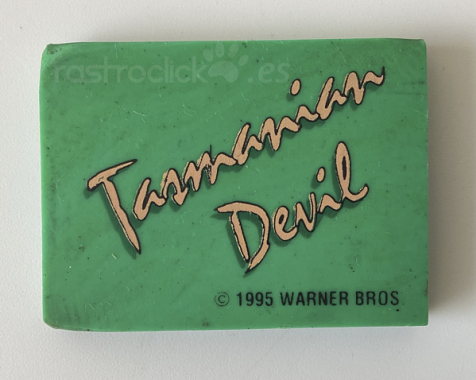 rastroclick.es
Tasmanian
Devil
© 1995 WARNER BROS